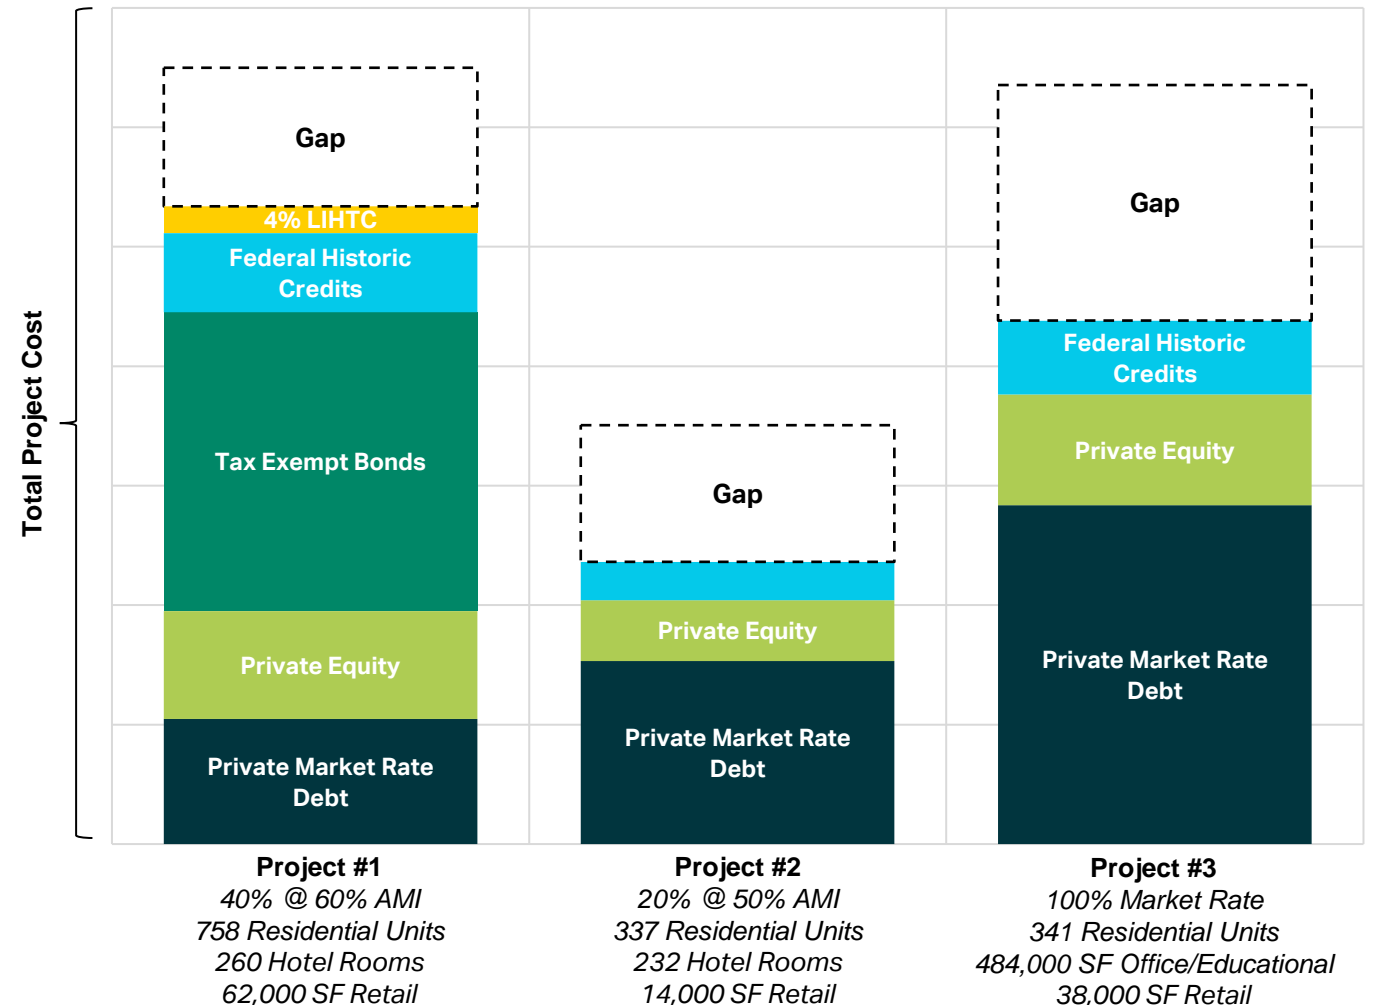 Total Project Cost
Gap
4% LIHTC
Federal Historic
Credits
Tax Exempt Bonds
Private Equity
Private Market Rate
Debt
Project #1
40% @ 60% AMI
758 Residential Units
260 Hotel Rooms
62,000 SF Retail
Gap
Private Equity
Private Market Rate
Debt
Project #2
20% @ 50% AMI
337 Residential Units
232 Hotel Rooms
14,000 SF Retail
Gap
Federal Historic
Credits
Private Equity
Private Market Rate
Debt
Project #3
100% Market Rate
341 Residential Units
484,000 SF Office/Educational
38,000 SF Retail